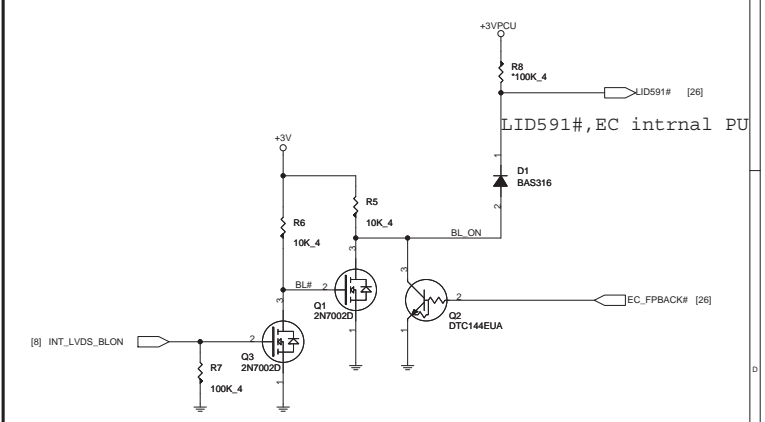 +3VPCU
R8
*100K_4
LID591# [26]
LID591#,EC intrnal PU
+3V
1
D1
BAS316
2
R5
10K_4
R6
10K_4
BL_ON
3
3
BL#
2
Q1
2N7002D
3
2
EC_FPBACK# [26]
Q2
DTC144EUA
1
1
[8] INT_LVDS_BLON
2
Q3
2N7002D
1
R7
100K_4
D